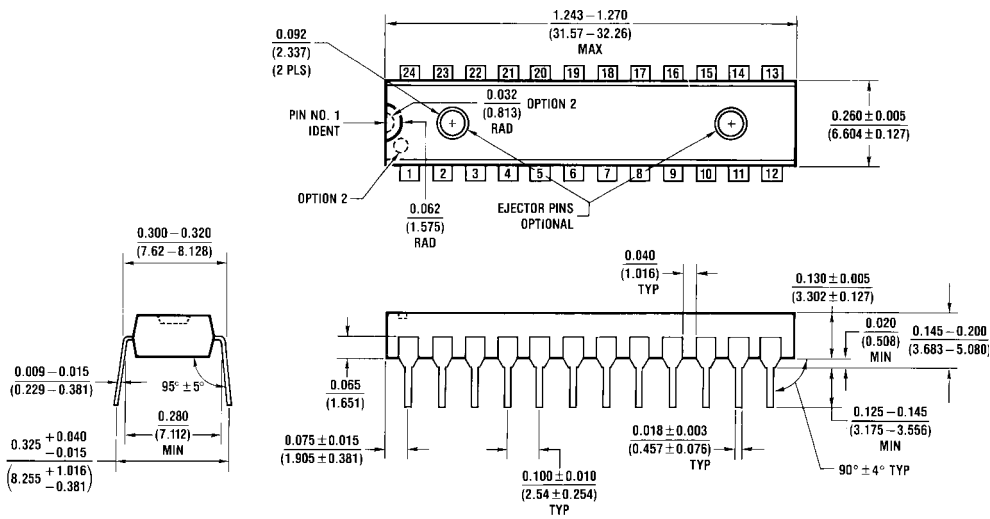 1.243–1.270
(31.57–32.26)
MAX
0.092
(2.337)
(2 PLS)
24 23 22 21 20 19 18 17 16 15 14 13
0.032
(0.813)
RAD
OPTION 2
PIN NO. 1
IDENT
0.260 ± 0.005
(6.604 ± 0.127)
1 2 3 4 5 6 7 8 9 10 11 12
OPTION 2
0.062
(1.575)
RAD
EJECTOR PINS
OPTIONAL
0.300–0.320
(7.62–8.128)
0.040
(1.016)
TYP
0.130 ± 0.005
(3.302 ± 0.127)
0.020
(0.508)
MIN
0.145–0.200
(3.683–5.080)
0.009–0.015
(0.229–0.381)
95° ± 5°
0.065
(1.651)
0.280
(7.112)
MIN
0.325 +0.040
-0.015
(8.255 +1.016
-0.381)
0.075 ± 0.015
(1.905 ± 0.381)
0.100 ± 0.010
(2.54 ± 0.254)
TYP
0.018 ± 0.003
(0.457 ± 0.076)
TYP
0.125–0.145
(3.175–3.556)
MIN
90° ± 4° TYP